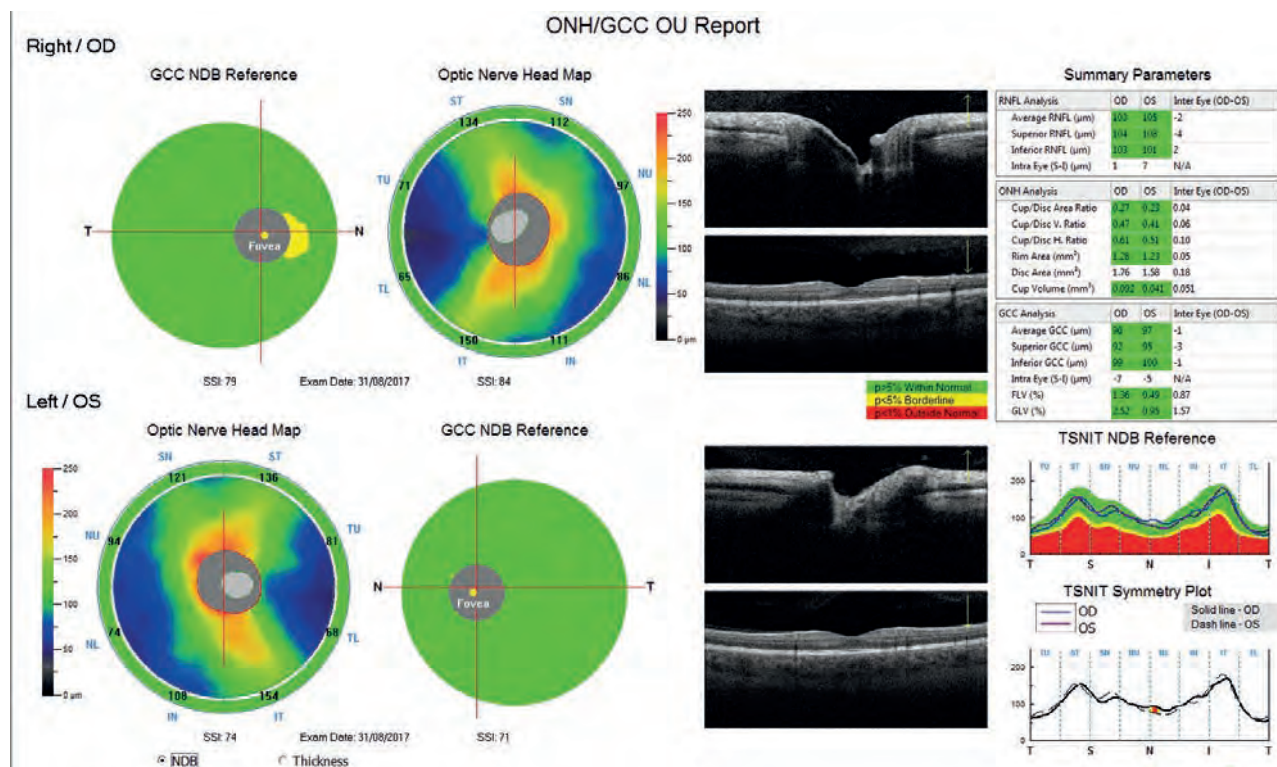 ONH/GCC OU Report
Right / OD
GCC NDB Reference
T
N
Fovea
SSI: 79
Exam Date: 31/08/2017
Optic Nerve Head Map
ST
SN
134
112
TU
NU
71
97
65
86
TL
NL
150
111
IT
IN
SSI: 84
250
200
150
100
50
0 µm
p>5% Within Normal
p<5% Borderline
p<1% Outside Normal
Summary Parameters
RNFL Analysis OD OS Inter Eye (OD-OS)
Average RNFL (µm) 103 105 -2
Superior RNFL (µm) 104 108 -4
Inferior RNFL (µm) 103 101 2
Intra Eye (S-I) (µm) 1 7 N/A
ONH Analysis OD OS Inter Eye (OD-OS)
Cup/Disc Area Ratio 0.27 0.23 0.04
Cup/Disc V. Ratio 0.47 0.41 0.06
Cup/Disc H. Ratio 0.61 0.51 0.10
Rim Area (mm²) 1.28 1.23 0.05
Disc Area (mm²) 1.76 1.58 0.18
Cup Volume (mm³) 0.092 0.041 0.051
GCC Analysis OD OS Inter Eye (OD-OS)
Average GCC (µm) 96 97 -1
Superior GCC (µm) 92 95 -3
Inferior GCC (µm) 99 100 -1
Intra Eye (S-I) (µm) -7 -5 N/A
FLV (%) 1.36 0.49 0.87
GLV (%) 2.52 0.95 1.57
Left / OS
Optic Nerve Head Map
250
200
150
100
50
0 µm
SN
ST
121
136
NU
TU
94
81
74
68
NL
TL
108
154
IN
IT
SSI: 74
Exam Date: 31/08/2017
GCC NDB Reference
N
T
Fovea
SSI: 71
NDB
Thickness
TSNIT NDB Reference
TU ST SN NU NL IN IT TL
200
100
0
T S N I T
TSNIT Symmetry Plot
OD
OS
Solid line - OD
Dash line - OS
TU ST SN NU NL IN IT TL
200
100
0
T S N I T